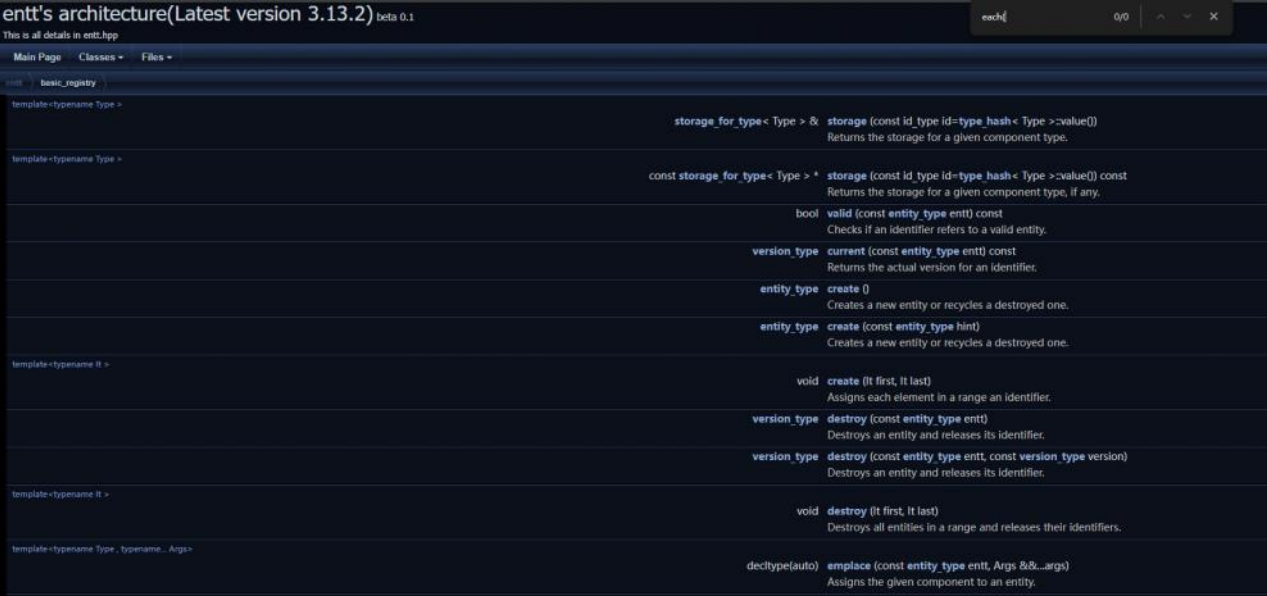 entt's architecture(Latest version 3.13.2) beta 0.1
each(
0/0
This is all details in entt.hpp
Main Page Classes Files
entt basic_registry
template<typename Type >
storage_for_type< Type > & storage (const id_type id=type_hash< Type >::value())
Returns the storage for a given component type.
template<typename Type >
const storage_for_type< Type > * storage (const id_type id=type_hash< Type >::value()) const
Returns the storage for a given component type, if any.
bool valid (const entity_type entt) const
Checks if an identifier refers to a valid entity.
version_type current (const entity_type entt) const
Returns the actual version for an identifier.
entity_type create ()
Creates a new entity or recycles a destroyed one.
entity_type create (const entity_type hint)
Creates a new entity or recycles a destroyed one.
template<typename It >
void create (It first, It last)
Assigns each element in a range an identifier.
version_type destroy (const entity_type entt)
Destroys an entity and releases its identifier.
version_type destroy (const entity_type entt, const version_type version)
Destroys an entity and releases its identifier.
template<typename It >
void destroy (It first, It last)
Destroys all entities in a range and releases their identifiers.
template<typename Type , typename... Args>
decltype(auto) emplace (const entity_type entt, Args &&...args)
Assigns the given component to an entity.